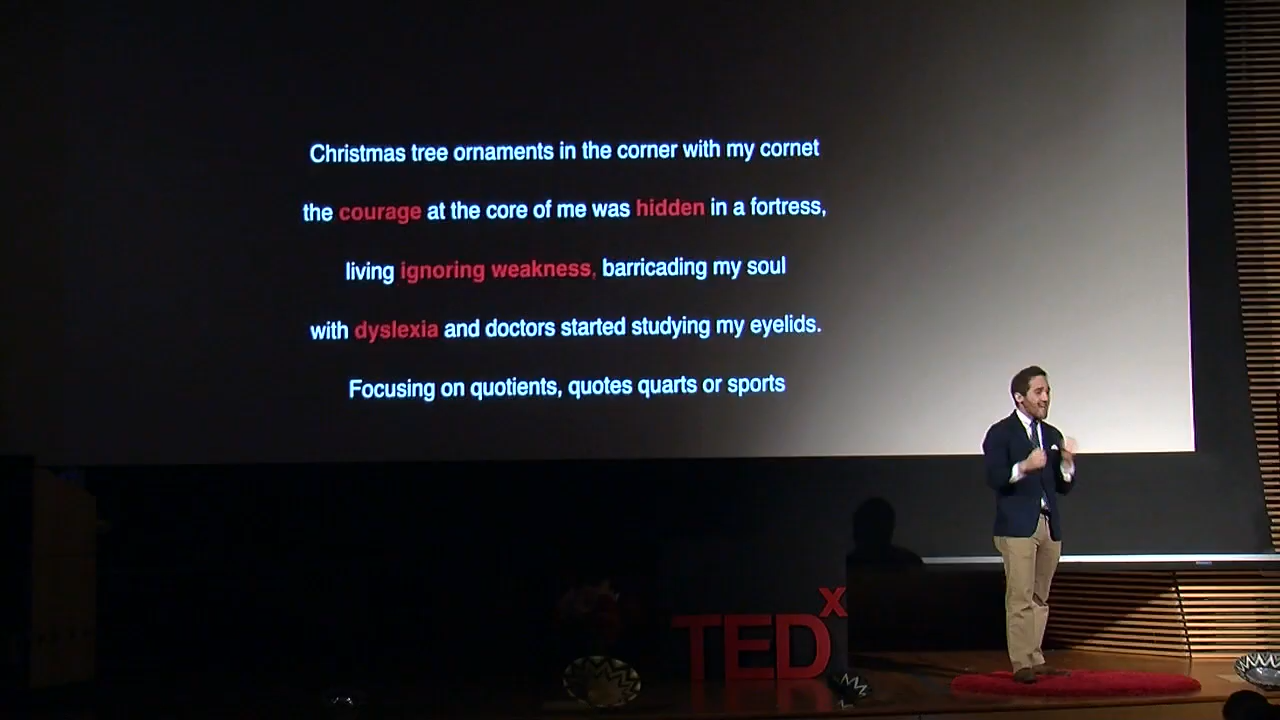 Christmas tree ornaments in the corner with my cornet
the courage at the core of me was hidden in a fortress,
living ignoring weakness, barricading my soul
with dyslexia and doctors started studying my eyelids.
Focusing on quotients, quotes quarts or sports
TEDx